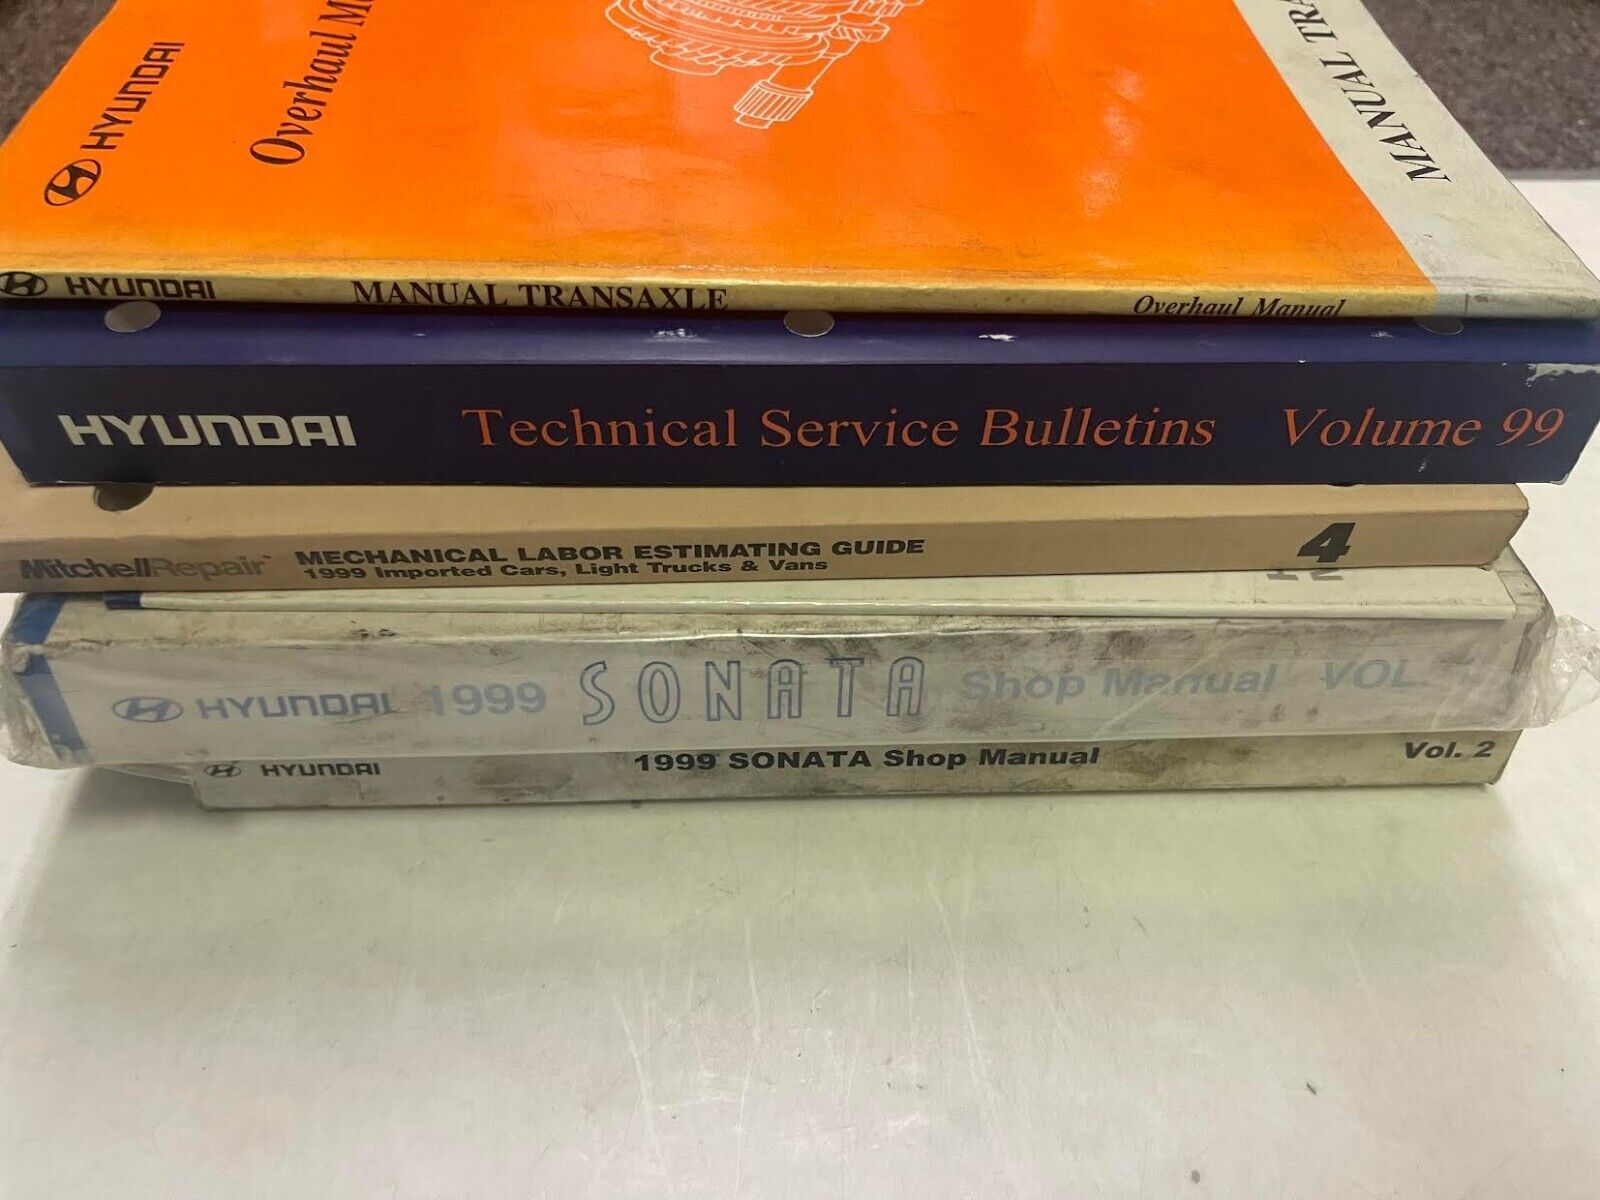 HYUNDAI
Overhaul
MANUAL
HYUNDAI MANUAL TRANSAXLE Overhaul Manual
HYUNDAI Technical Service Bulletins Volume 99
MitchellRepair™ MECHANICAL LABOR ESTIMATING GUIDE 4
1999 Imported Cars, Light Trucks & Vans
HYUNDAI 1999 SONATA Shop Manual VOL.
HYUNDAI 1999 SONATA Shop Manual Vol. 2